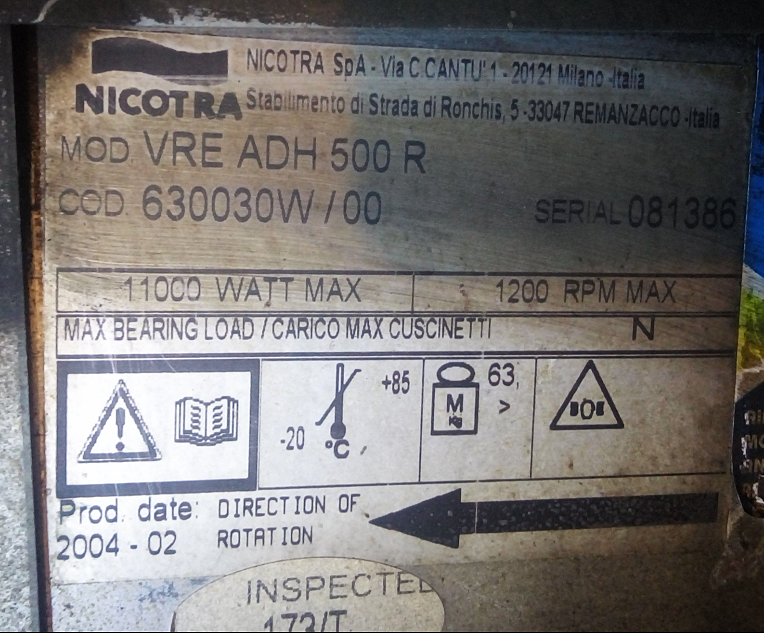 NICOTRA SpA - Via C.CANTU' 1 - 20121 Milano -Italia
NICOTRA
Stabilimento di Strada di Ronchis, 5 -33047 REMANZACCO -Italia
MOD. VRE ADH 500 R
COD. 630030W / 00 SERIAL 081386
11000 WATT MAX 1200 RPM MAX
MAX BEARING LOAD / CARICO MAX CUSCINETTI N
+85 63,
M >
Kg
-20 °C
Prod. date: DIRECTION OF
2004 - 02 ROTATION
INSPECTED
173/T